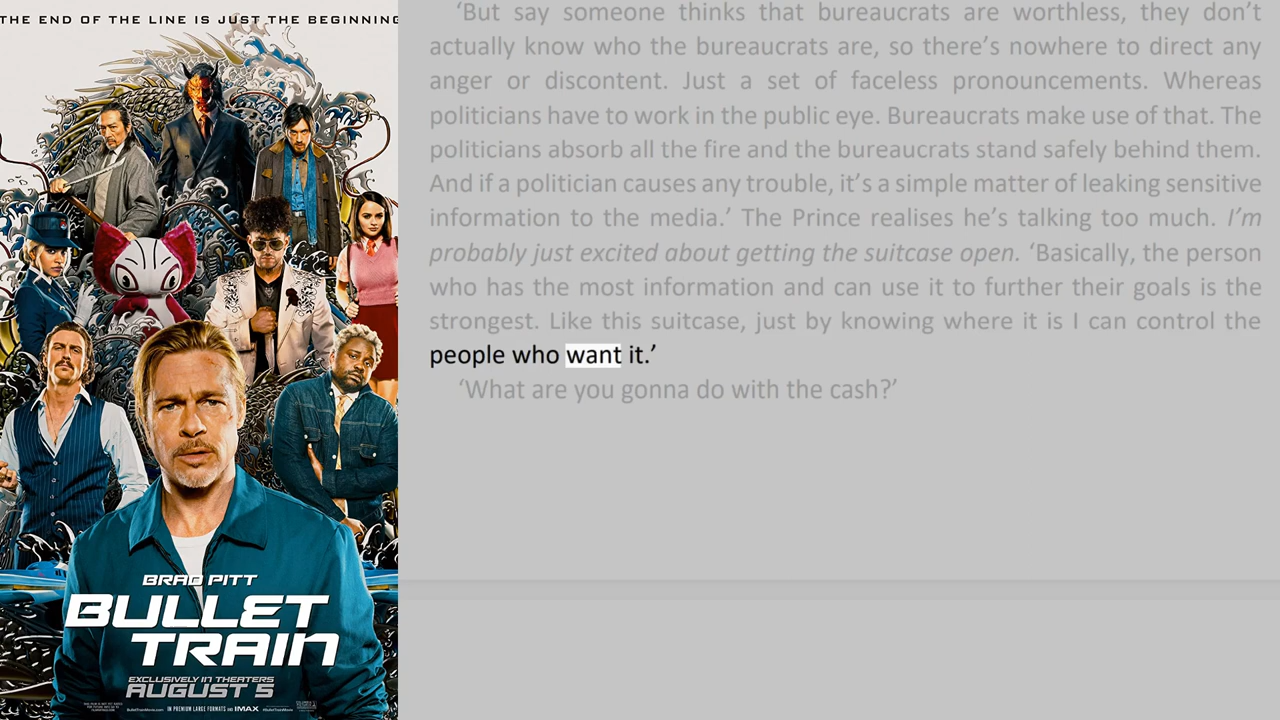 THE END OF THE LINE IS JUST THE BEGINNING
BRAD PITT
BULLET
TRAIN
EXCLUSIVELY IN THEATERS
AUGUST 5
BulletTrainMovie.com
IN PREMIUM LARGE FORMATS AND IMAX
#BulletTrainMovie
‘But say someone thinks that bureaucrats are worthless, they don’t
actually know who the bureaucrats are, so there’s nowhere to direct any
anger or discontent. Just a set of faceless pronouncements. Whereas
politicians have to work in the public eye. Bureaucrats make use of that. The
politicians absorb all the fire and the bureaucrats stand safely behind them.
And if a politician causes any trouble, it’s a simple matter of leaking sensitive
information to the media.’ The Prince realises he’s talking too much. I’m
probably just excited about getting the suitcase open. ‘Basically, the person
who has the most information and can use it to further their goals is the
strongest. Like this suitcase, just by knowing where it is I can control the
people who want it.’
‘What are you gonna do with the cash?’